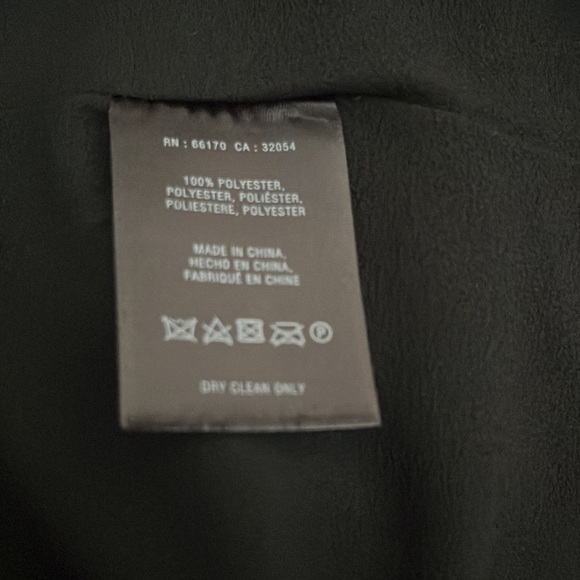 RN : 66170 CA : 32054
100% POLYESTER,
POLYESTER, POLIÉSTER,
POLIESTERE, POLYESTER
MADE IN CHINA,
HECHO EN CHINA,
FABRIQUÉ EN CHINE
P
DRY CLEAN ONLY